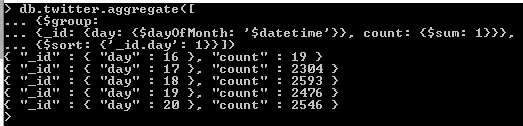 > db.twitter.aggregate([
... {$group:
... {_id: {day: {$dayOfMonth: '$datetime'}}, count: {$sum: 1}}},
... {$sort: {'_id.day': 1}}])
{ "_id" : { "day" : 16 }, "count" : 19 }
{ "_id" : { "day" : 17 }, "count" : 2304 }
{ "_id" : { "day" : 18 }, "count" : 2593 }
{ "_id" : { "day" : 19 }, "count" : 2476 }
{ "_id" : { "day" : 20 }, "count" : 2546 }
>